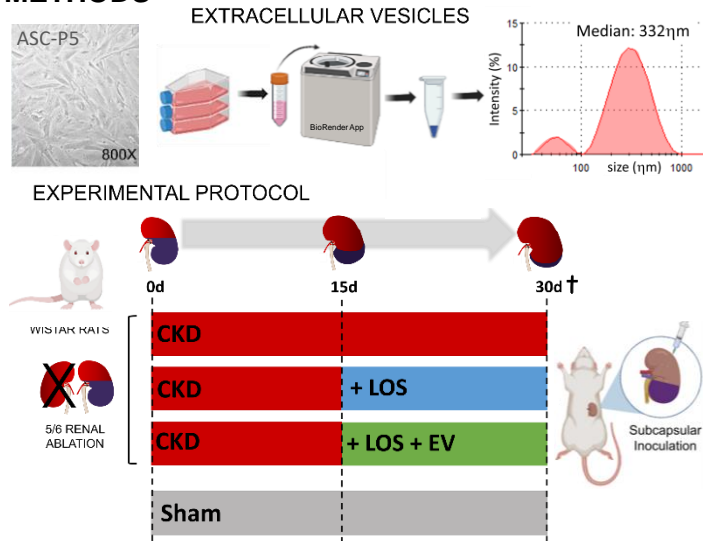 METHODS
EXTRACELLULAR VESICLES
ASC-P5
800X
BioRender App
Median: 332ηm
Intensity (%)
15
10
5
0
100
1000
size (ηm)
EXPERIMENTAL PROTOCOL
0d
15d
30d †
WISTAR RATS
CKD
CKD
+ LOS
5/6 RENAL
ABLATION
CKD
+ LOS + EV
Subcapsular
Inoculation
Sham